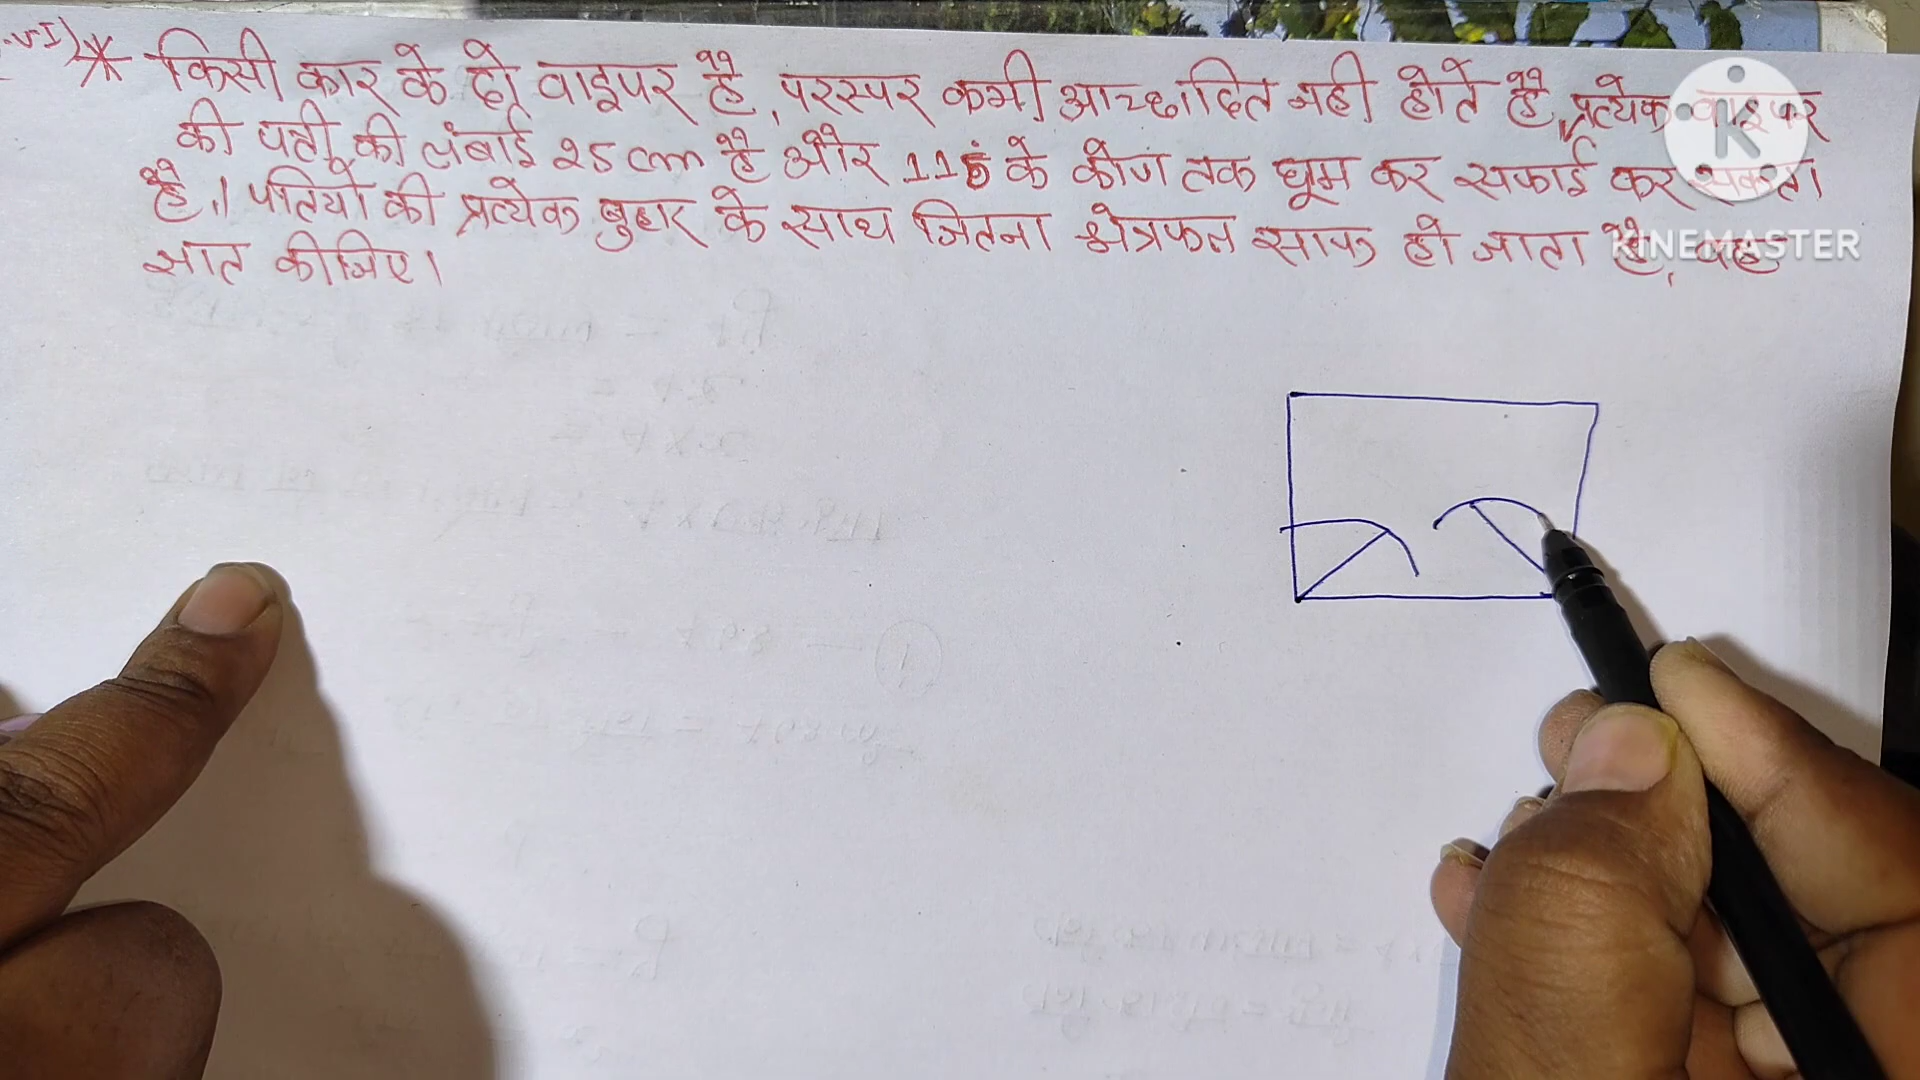 * किसी कार के दो वाइपर है, परस्पर कभी आच्छादित नही होते है, प्रत्येक वाइपर
की पत्ती की लंबाई 25 cm है और 115 के कोण तक घूम कर सफाई कर सकता
है। पतियो की प्रत्येक बुहार के साथ जितना क्षेत्रफल साफ हो जाता है, वह
ज्ञात कीजिए।
K
KINEMASTER